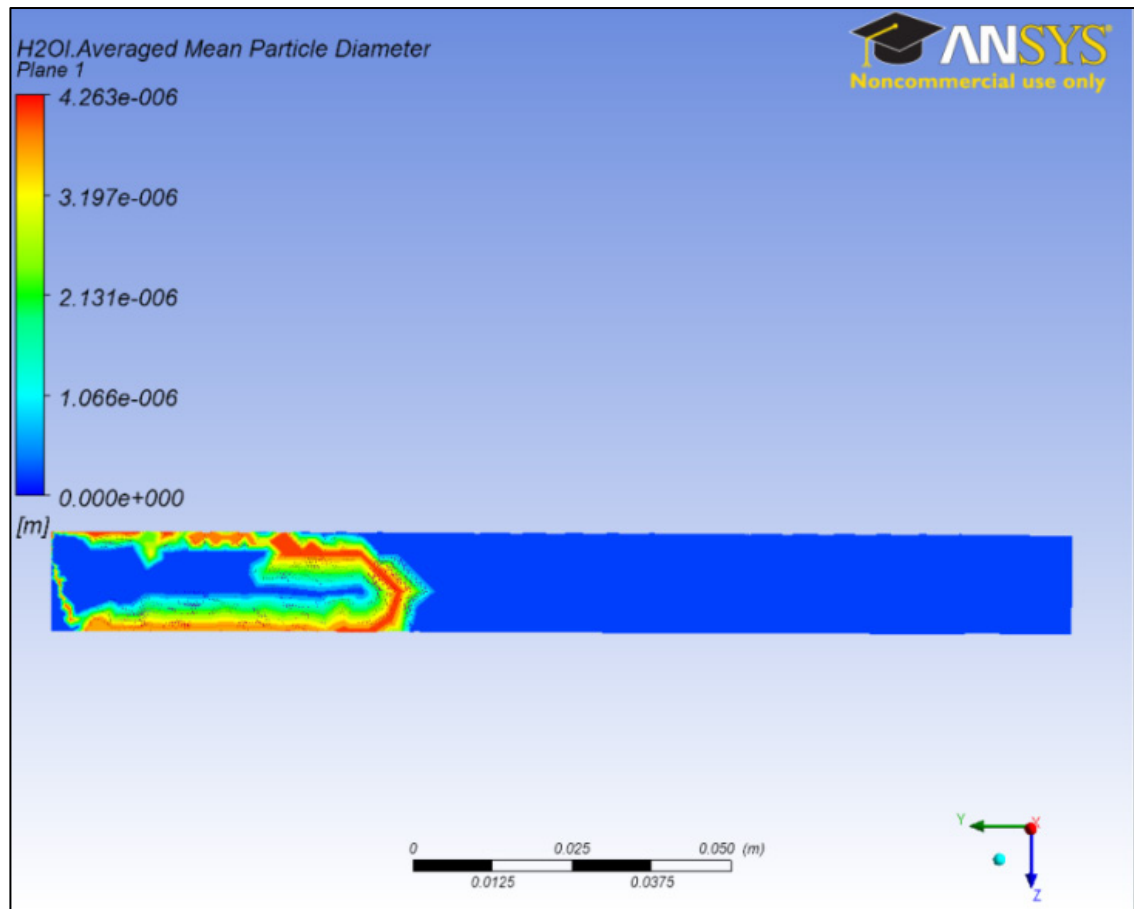 H2Ol.Averaged Mean Particle Diameter
Plane 1
ANSYS
Noncommercial use only
4.263e-006
3.197e-006
2.131e-006
1.066e-006
0.000e+000
[m]
0 0.025 0.050 (m)
0.0125 0.0375
Y X
Z